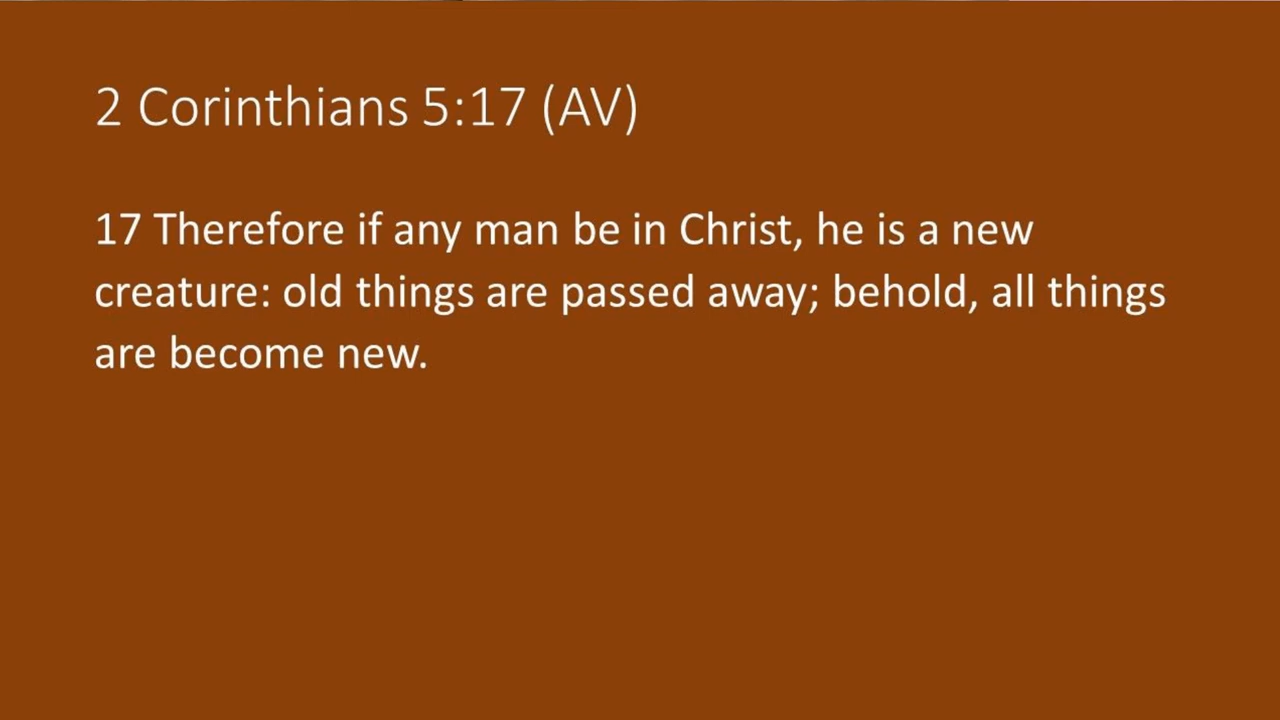 2 Corinthians 5:17 (AV)
17 Therefore if any man be in Christ, he is a new
creature: old things are passed away; behold, all things
are become new.